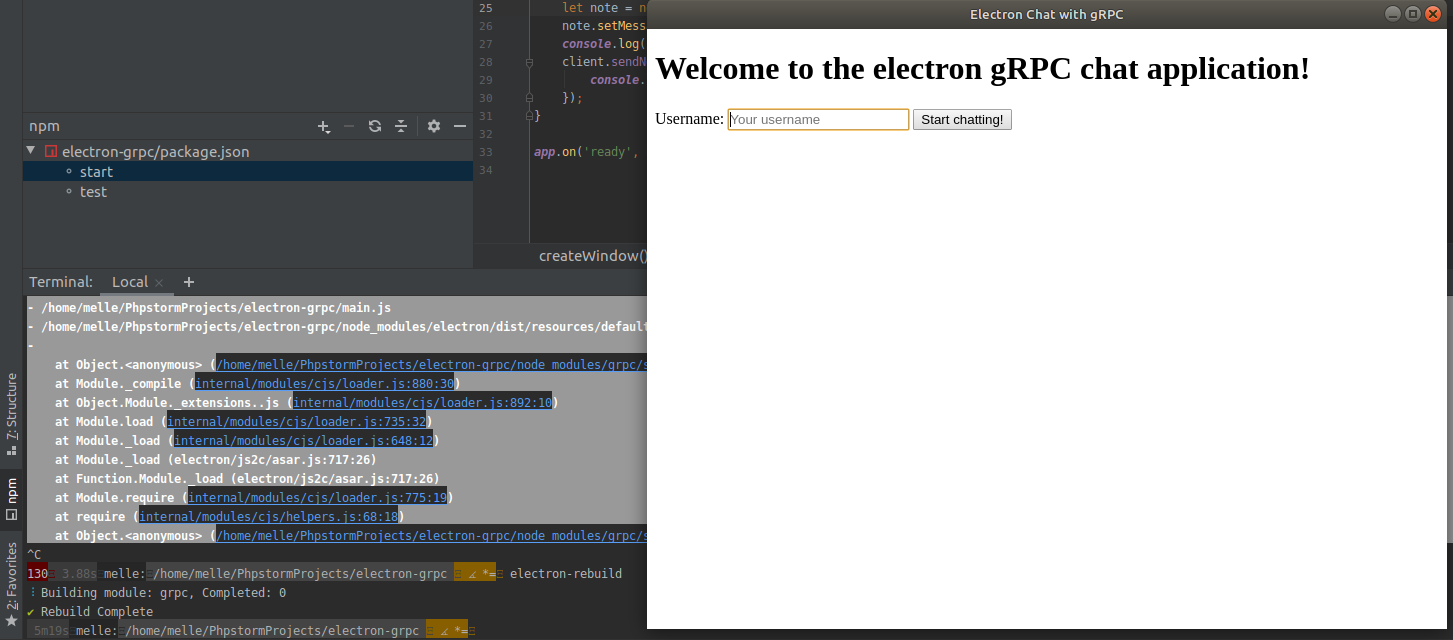 25 let note = n
26 note.setMess
27 console.log(
28 client.sendN
29 console.
30 });
31 }
32
33 app.on('ready',
34
createWindow()
npm
electron-grpc/package.json
start
test
Terminal: Local × +
- /home/melle/PhpstormProjects/electron-grpc/main.js
- /home/melle/PhpstormProjects/electron-grpc/node_modules/electron/dist/resources/default
-
at Object.<anonymous> (/home/melle/PhpstormProjects/electron-grpc/node_modules/grpc/s
at Module._compile (internal/modules/cjs/loader.js:880:30)
at Object.Module._extensions..js (internal/modules/cjs/loader.js:892:10)
at Module.load (internal/modules/cjs/loader.js:735:32)
at Module._load (internal/modules/cjs/loader.js:648:12)
at Module._load (electron/js2c/asar.js:717:26)
at Function.Module._load (electron/js2c/asar.js:717:26)
at Module.require (internal/modules/cjs/loader.js:775:19)
at require (internal/modules/cjs/helpers.js:68:18)
at Object.<anonymous> (/home/melle/PhpstormProjects/electron-grpc/node_modules/grpc/s
^C
130 3.88s melle: /home/melle/PhpstormProjects/electron-grpc *= electron-rebuild
⠇Building module: grpc, Completed: 0
✔ Rebuild Complete
5m19s melle: /home/melle/PhpstormProjects/electron-grpc *=
7: Structure
npm
2: Favorites
Electron Chat with gRPC
Welcome to the electron gRPC chat application!
Username: Your username Start chatting!